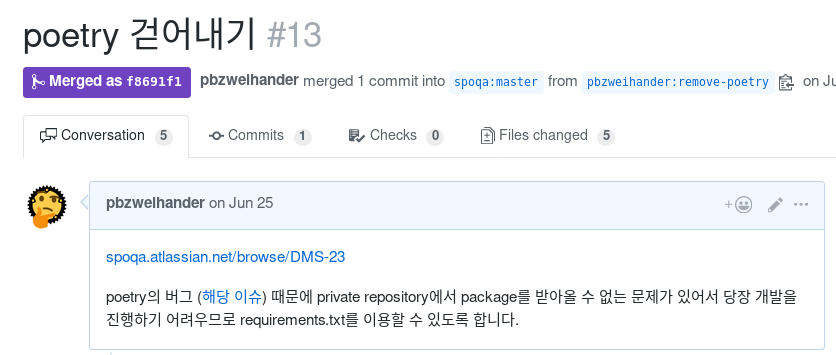 poetry 걷어내기 #13
Merged as f8691f1 pbzweihander merged 1 commit into spoqa:master from pbzweihander:remove-poetry on Ju
Conversation 5 Commits 1 Checks 0 Files changed 5
pbzweihander on Jun 25
spoqa.atlassian.net/browse/DMS-23
poetry의 버그 (해당 이슈) 때문에 private repository에서 package를 받아올 수 없는 문제가 있어서 당장 개발을
진행하기 어려우므로 requirements.txt를 이용할 수 있도록 합니다.